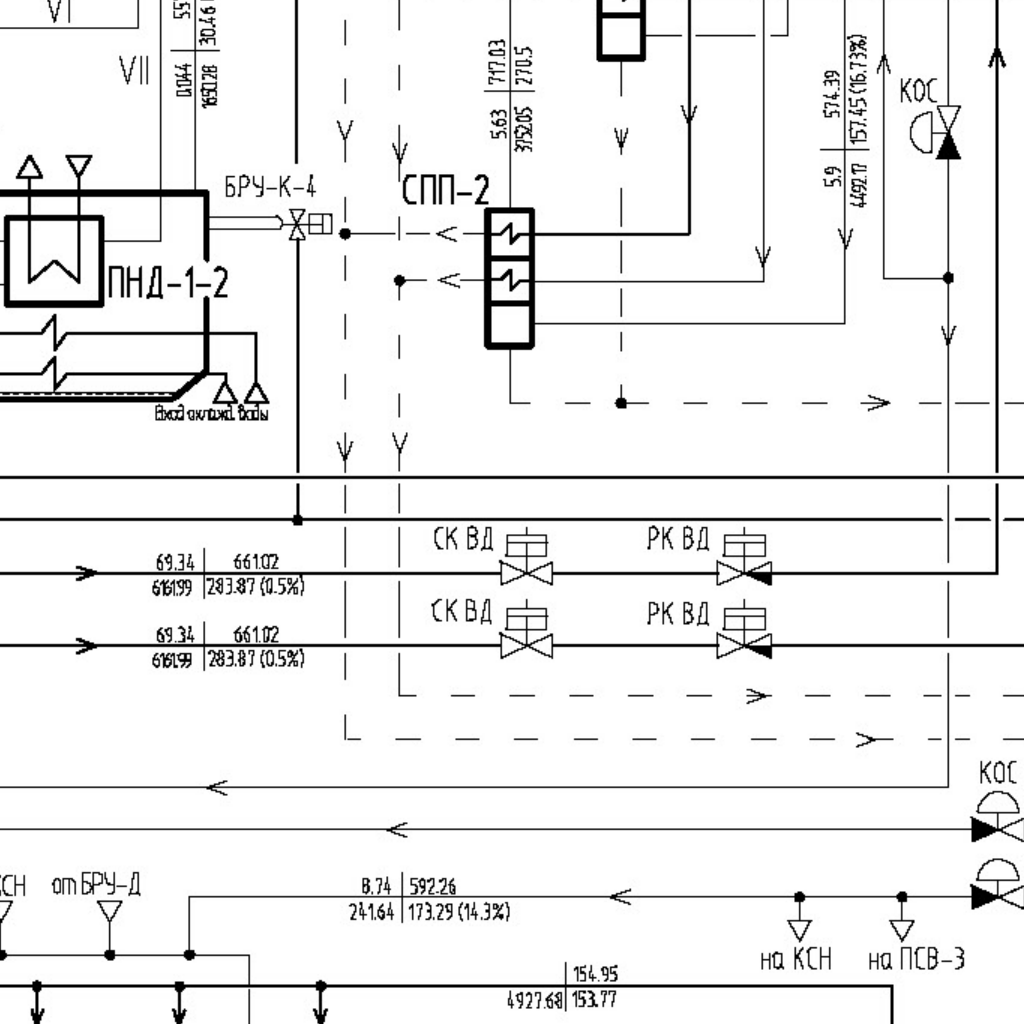 VI
VII
30.46
0.044
1650.28
717.03
270.5
5.63
3752.05
574.39
157.45 (16.73%)
5.9
4492.17
КОС
БРУ-К-4
СПП-2
ПНД-1-2
Вход охлажд. воды
СК ВД
РК ВД
69.34
661.02
6161.99
283.87 (0.5%)
СК ВД
РК ВД
69.34
661.02
6161.99
283.87 (0.5%)
КОС
КСН
от БРУ-Д
8.74
592.26
241.64
173.29 (14.3%)
на КСН
на ПСВ-3
154.95
4927.68
153.77